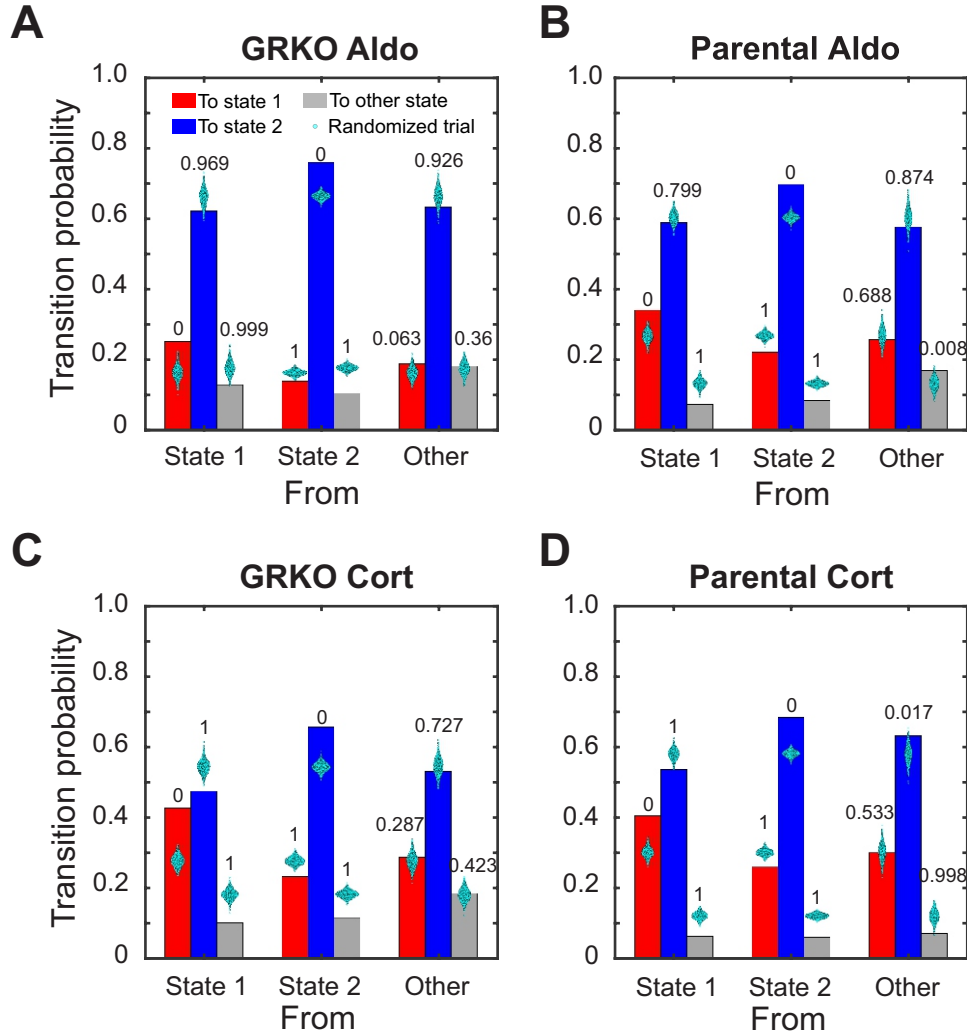 A
GRKO Aldo
Transition probability
1.0
0.8
0.6
0.4
0.2
0
To state 1
To other state
To state 2
Randomized trial
0.969
0
0.926
0
0.999
1
1
0.063
0.36
State 1
State 2
Other
From
B
Parental Aldo
1.0
0.8
0.6
0.4
0.2
0
0.799
0
0.874
0
1
1
1
0.688
0.008
State 1
State 2
Other
From
C
GRKO Cort
Transition probability
1.0
0.8
0.6
0.4
0.2
0
1
0
0.727
0
1
1
1
0.287
0.423
State 1
State 2
Other
From
D
Parental Cort
1.0
0.8
0.6
0.4
0.2
0
1
0
0.017
0
1
1
1
0.533
0.998
State 1
State 2
Other
From